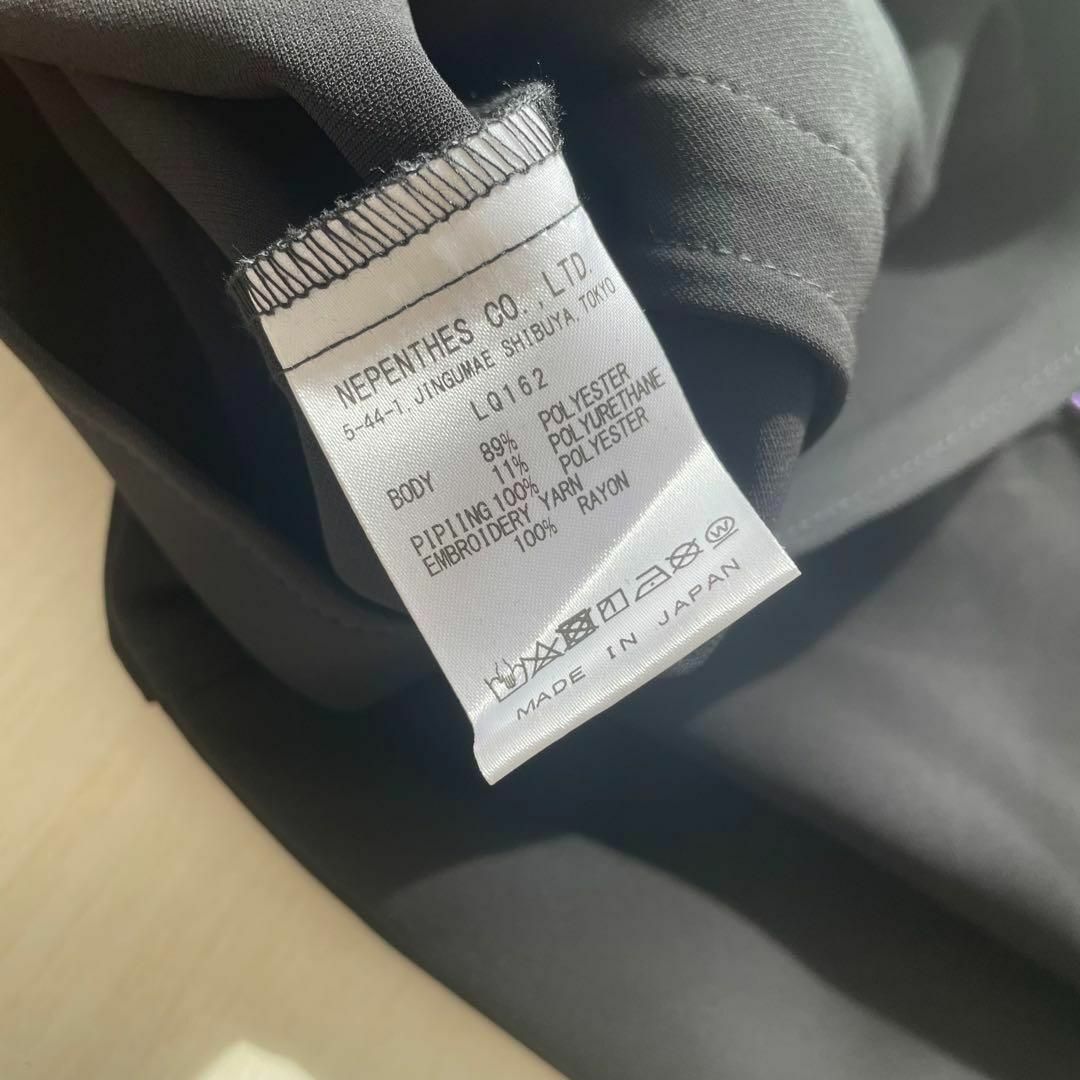 NEPENTHES CO.,LTD.
5-44-1, JINGUMAE SHIBUYA, TOKYO
LQ162
BODY 89% POLYESTER
11% POLYURETHANE
PIPIING 100% POLYESTER
EMBROIDERY YARN
100% RAYON
W
MADE IN JAPAN